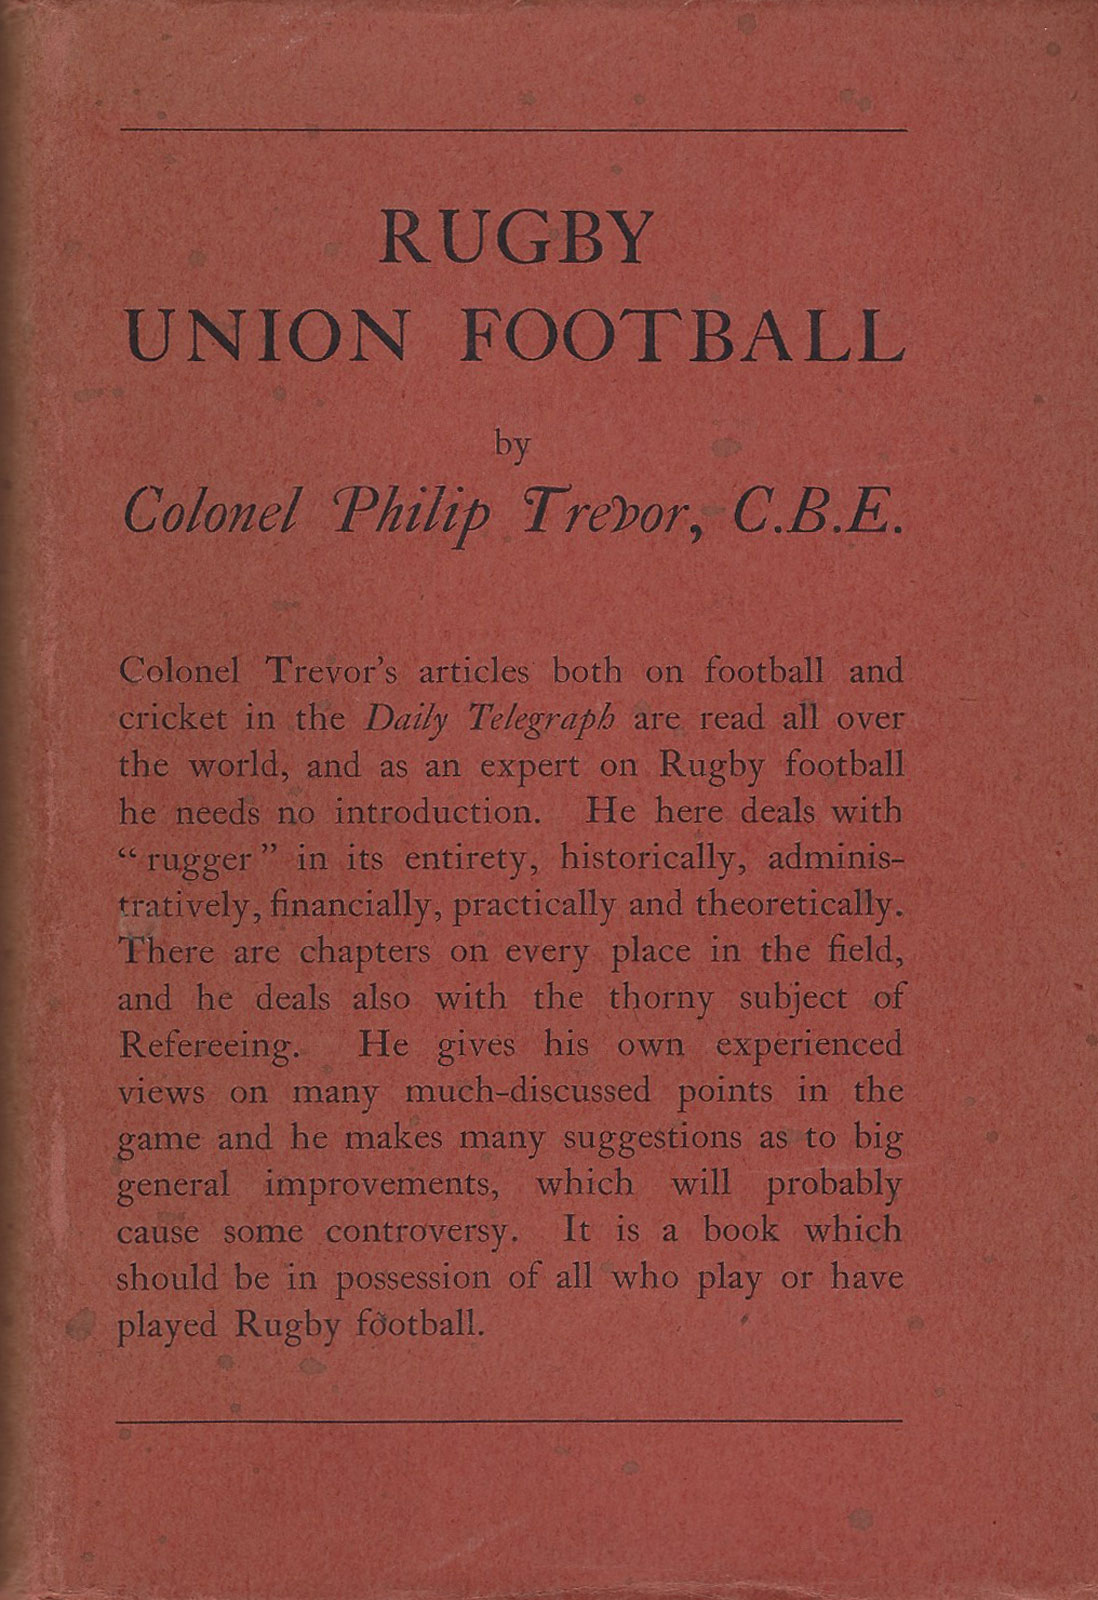 RUGBY
UNION FOOTBALL
by
Colonel Philip Trevor, C.B.E.
Colonel Trevor's articles both on football and
cricket in the Daily Telegraph are read all over
the world, and as an expert on Rugby football
he needs no introduction. He here deals with
“rugger” in its entirety, historically, adminis-
tratively, financially, practically and theoretically.
There are chapters on every place in the field,
and he deals also with the thorny subject of
Refereeing. He gives his own experienced
views on many much-discussed points in the
game and he makes many suggestions as to big
general improvements, which will probably
cause some controversy. It is a book which
should be in possession of all who play or have
played Rugby football.